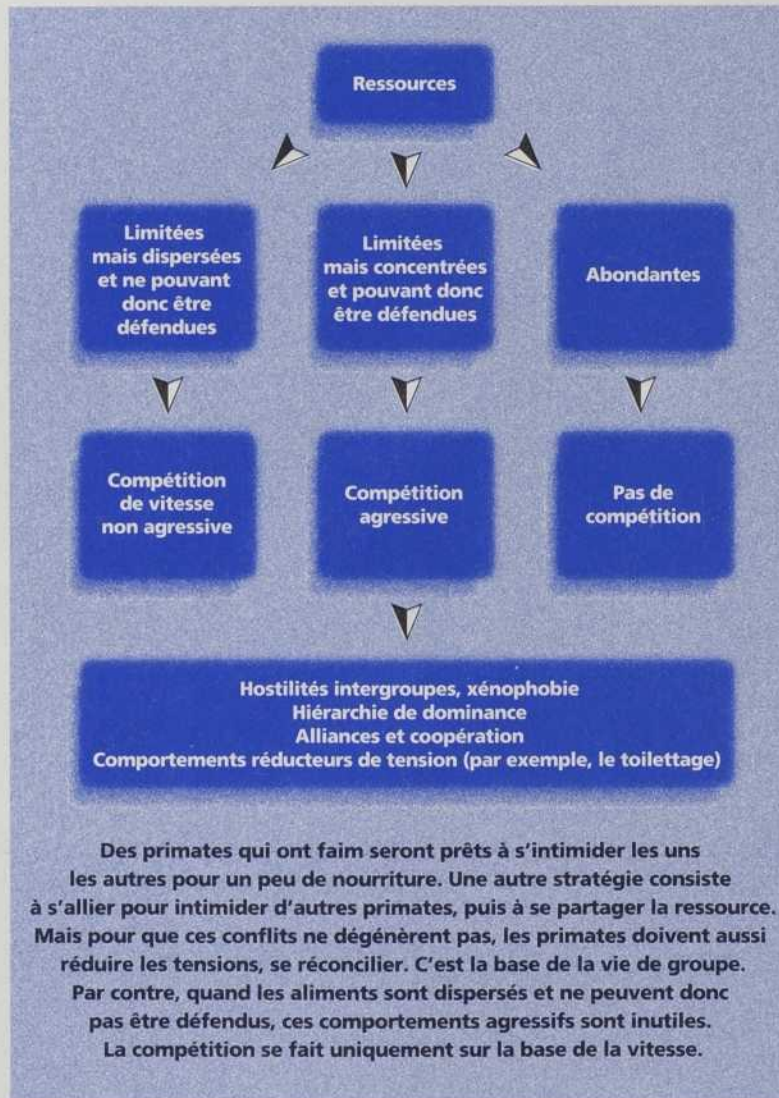 Ressources
Limitées
mais dispersées
et ne pouvant
donc être
défendues
Limitées
mais concentrées
et pouvant donc
être défendues
Abondantes
Compétition
de vitesse
non agressive
Compétition
agressive
Pas de
compétition
Hostilités intergroupes, xénophobie
Hiérarchie de dominance
Alliances et coopération
Comportements réducteurs de tension (par exemple, le toilettage)
Des primates qui ont faim seront prêts à s'intimider les uns
les autres pour un peu de nourriture. Une autre stratégie consiste
à s'allier pour intimider d'autres primates, puis à se partager la ressource.
Mais pour que ces conflits ne dégénèrent pas, les primates doivent aussi
réduire les tensions, se réconcilier. C'est la base de la vie de groupe.
Par contre, quand les aliments sont dispersés et ne peuvent donc
pas être défendus, ces comportements agressifs sont inutiles.
La compétition se fait uniquement sur la base de la vitesse.